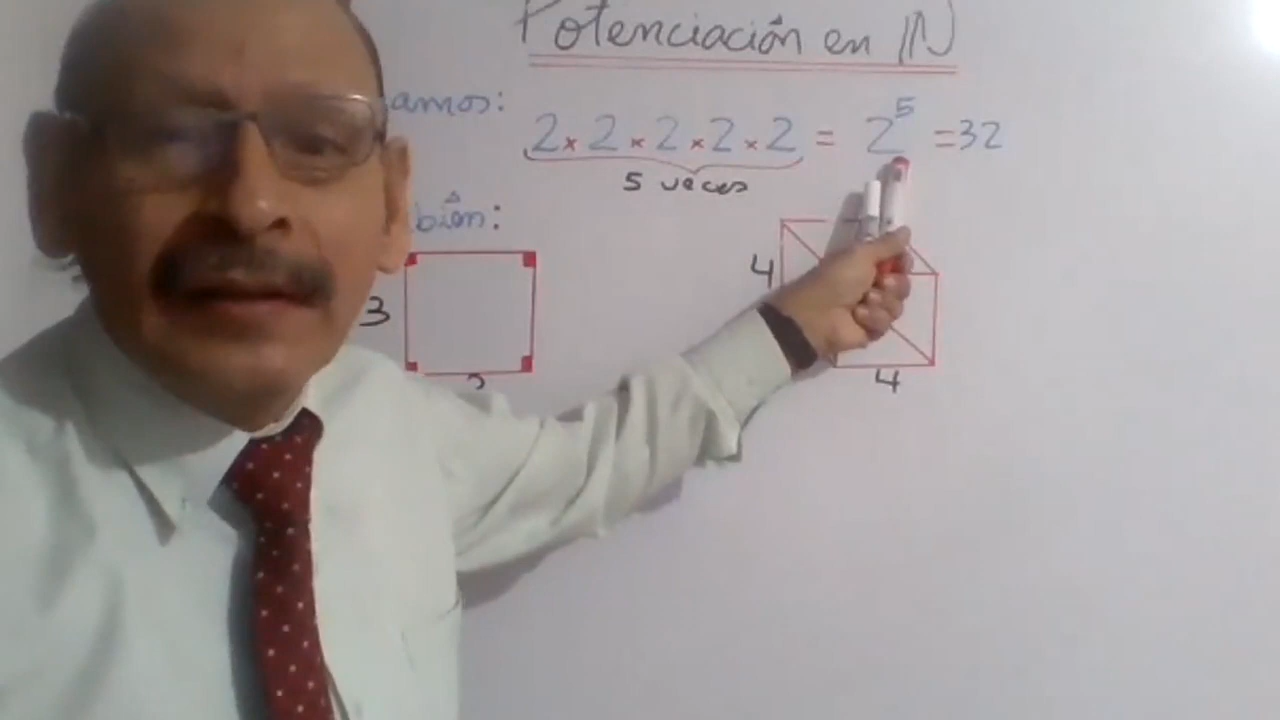 Potenciación en ℕ
amos: 2 × 2 × 2 × 2 × 2 = 2⁵ = 32
5 veces
bién:
4
3
4